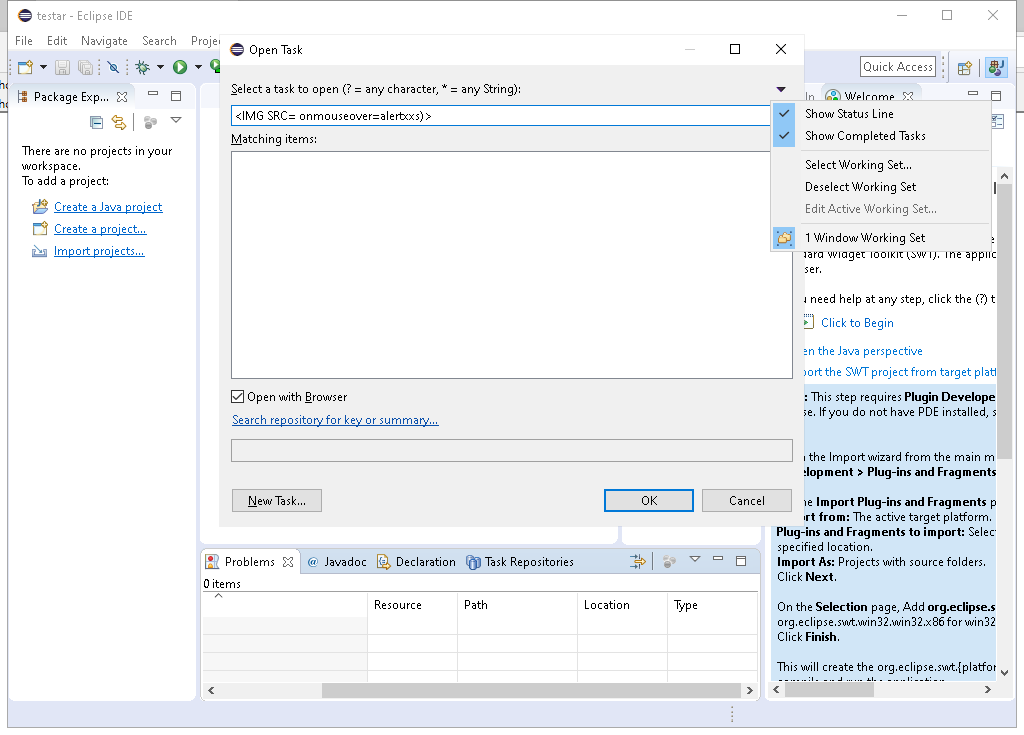 testar - Eclipse IDE
File Edit Navigate Search Projec
Quick Access
Package Exp...
There are no projects in your
workspace.
To add a project:
Create a Java project
Create a project...
Import projects...
Open Task
Select a task to open (? = any character, * = any String):
<IMG SRC= onmouseover=alertxxs)>
Matching items:
Open with Browser
Search repository for key or summary...
New Task...
OK
Cancel
Welcome
Show Status Line
Show Completed Tasks
Select Working Set...
Deselect Working Set
Edit Active Working Set...
1 Window Working Set
dard Widget Toolkit (SWT). The applic
ser.
u need help at any step, click the (?) t
Click to Begin
en the Java perspective
port the SWT project from target platf
: This step requires Plugin Develope
se. If you do not have PDE installed, s
the Import wizard from the main m
elopment > Plug-ins and Fragments
he Import Plug-ins and Fragments p
ort from: The active target platform.
Plug-ins and Fragments to import: Selec
specified location.
Import As: Projects with source folders.
Click Next.
On the Selection page, Add org.eclipse.s
org.eclipse.swt.win32.win32.x86 for win32
Click Finish.
This will create the org.eclipse.swt.{platfor
compile and run the application
Problems
@ Javadoc
Declaration
Task Repositories
0 items
Resource Path Location Type